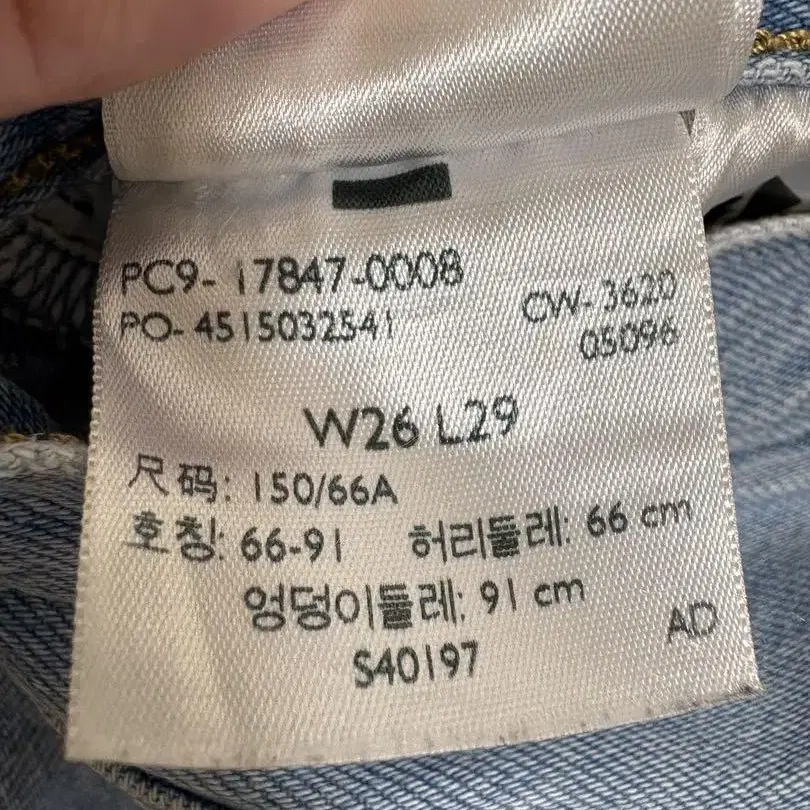 PC9- 17847-0008
PO- 4515032541
CW- 3620
05096
W26 L29
尺码: 150/66A
호칭: 66-91 허리둘레: 66 cm
엉덩이둘레: 91 cm
AD
S40197